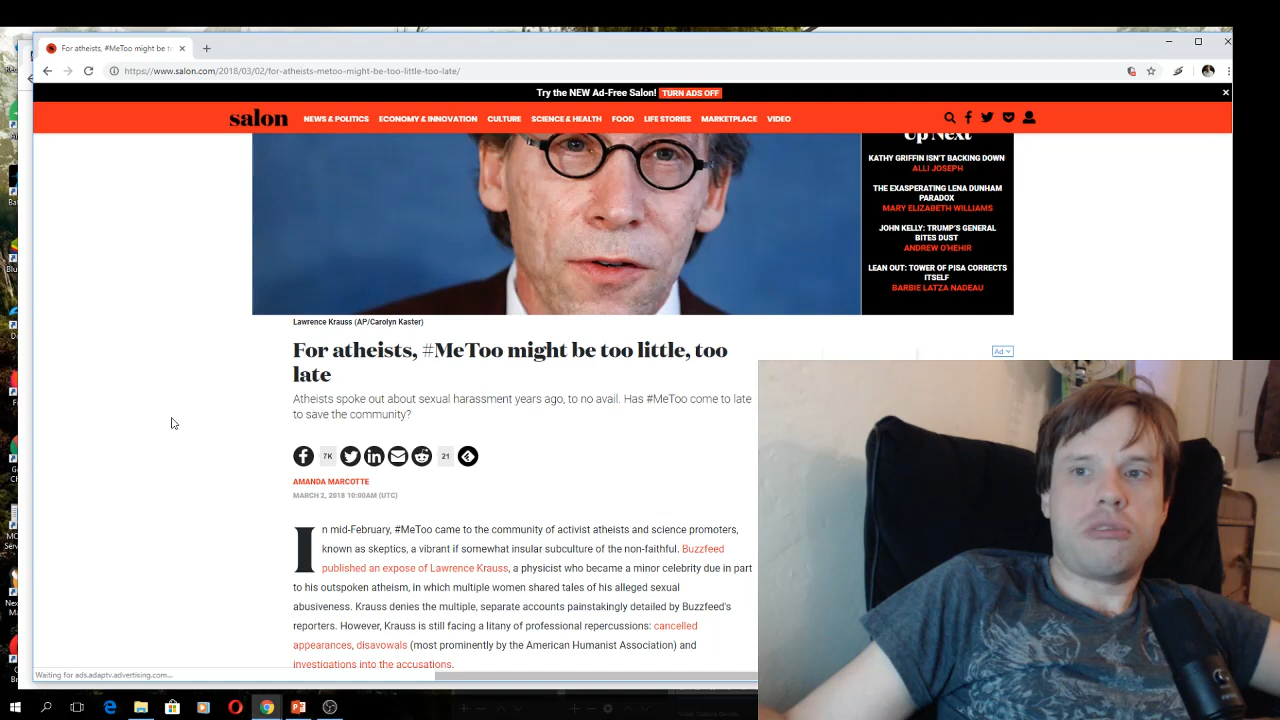 For atheists, #MeToo might be to
https://www.salon.com/2018/03/02/for-atheists-metoo-might-be-too-little-too-late/
Try the NEW Ad-Free Salon! TURN ADS OFF
salon NEWS & POLITICS ECONOMY & INNOVATION CULTURE SCIENCE & HEALTH FOOD LIFE STORIES MARKETPLACE VIDEO
Up Next
KATHY GRIFFIN ISN'T BACKING DOWN
ALLI JOSEPH
THE EXASPERATING LENA DUNHAM
PARADOX
MARY ELIZABETH WILLIAMS
JOHN KELLY: TRUMP'S GENERAL
BITES DUST
ANDREW O'HEHIR
LEAN OUT: TOWER OF PISA CORRECTS
ITSELF
BARBIE LATZA NADEAU
Lawrence Krauss (AP/Carolyn Kaster)
For atheists, #MeToo might be too little, too
late
Ad
Atheists spoke out about sexual harassment years ago, to no avail. Has #MeToo come to late
to save the community?
7K
21
AMANDA MARCOTTE
MARCH 2, 2018 10:00AM (UTC)
In mid-February, #MeToo came to the community of activist atheists and science promoters,
known as skeptics, a vibrant if somewhat insular subculture of the non-faithful. Buzzfeed
published an expose of Lawrence Krauss, a physicist who became a minor celebrity due in part
to his outspoken atheism, in which multiple women shared tales of his alleged sexual
abusiveness. Krauss denies the multiple, separate accounts painstakingly detailed by Buzzfeed's
reporters. However, Krauss is still facing a litany of professional repercussions: cancelled
appearances, disavowals (most prominently by the American Humanist Association) and
investigations into the accusations.
Waiting for ads.adaptv.advertising.com...